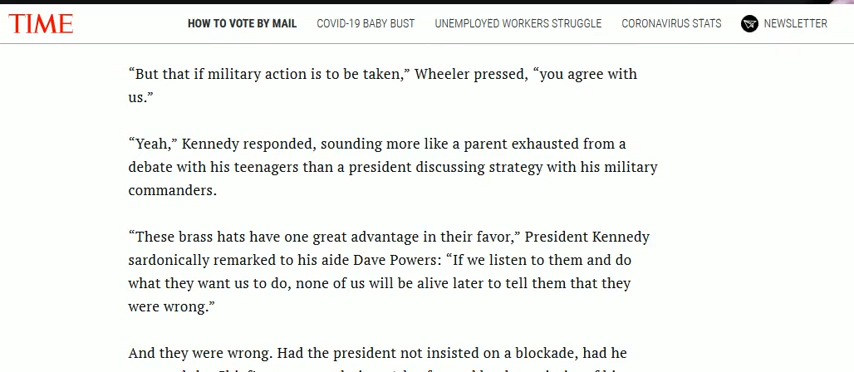 TIME
HOW TO VOTE BY MAIL COVID-19 BABY BUST UNEMPLOYED WORKERS STRUGGLE CORONAVIRUS STATS NEWSLETTER
“But that if military action is to be taken,” Wheeler pressed, “you agree with
us.”
“Yeah,” Kennedy responded, sounding more like a parent exhausted from a
debate with his teenagers than a president discussing strategy with his military
commanders.
“These brass hats have one great advantage in their favor,” President Kennedy
sardonically remarked to his aide Dave Powers: “If we listen to them and do
what they want us to do, none of us will be alive later to tell them that they
were wrong.”
And they were wrong. Had the president not insisted on a blockade, had he